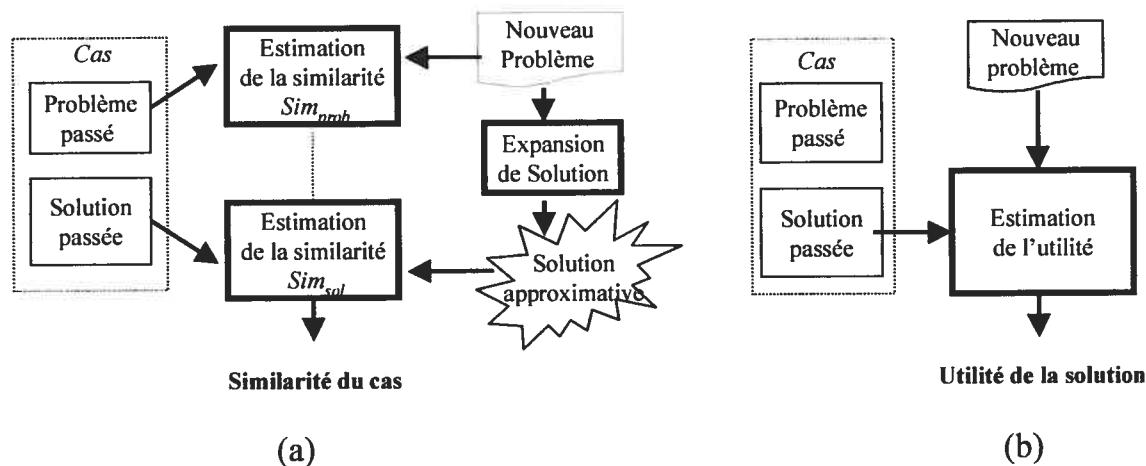 Cas
Problème
passé
Solution
passée
Estimation
de la similarité
Sim_prob
Estimation
de la similarité
Sim_sol
Similarité du cas
Nouveau
Problème
Expansion
de Solution
Solution
approximative
(a)
Cas
Problème
passé
Solution
passée
Nouveau
problème
Estimation
de l'utilité
Utilité de la solution
(b)